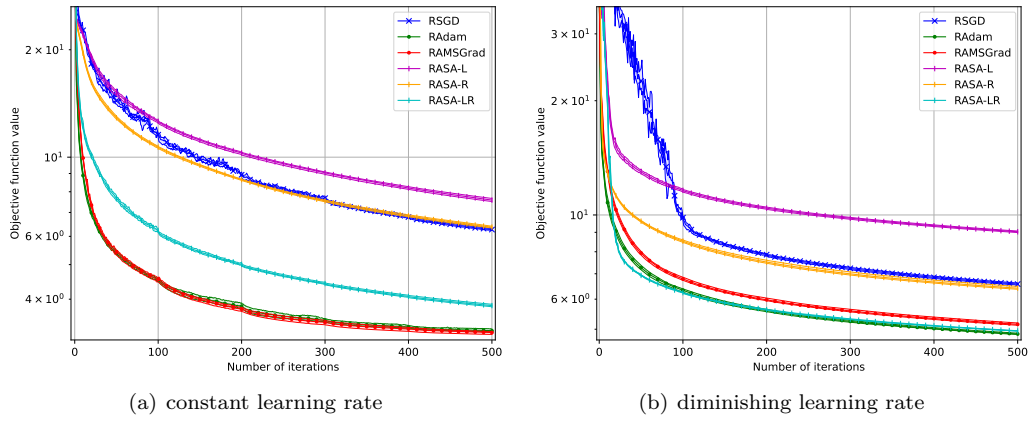 RSGD
RAdam
RAMSGrad
RASA-L
RASA-R
RASA-LR
2 × 10¹
10¹
6 × 10⁰
4 × 10⁰
Objective function value
0 100 200 300 400 500
Number of iterations
(a) constant learning rate
RSGD
RAdam
RAMSGrad
RASA-L
RASA-R
RASA-LR
3 × 10¹
2 × 10¹
10¹
6 × 10⁰
Objective function value
0 100 200 300 400 500
Number of iterations
(b) diminishing learning rate